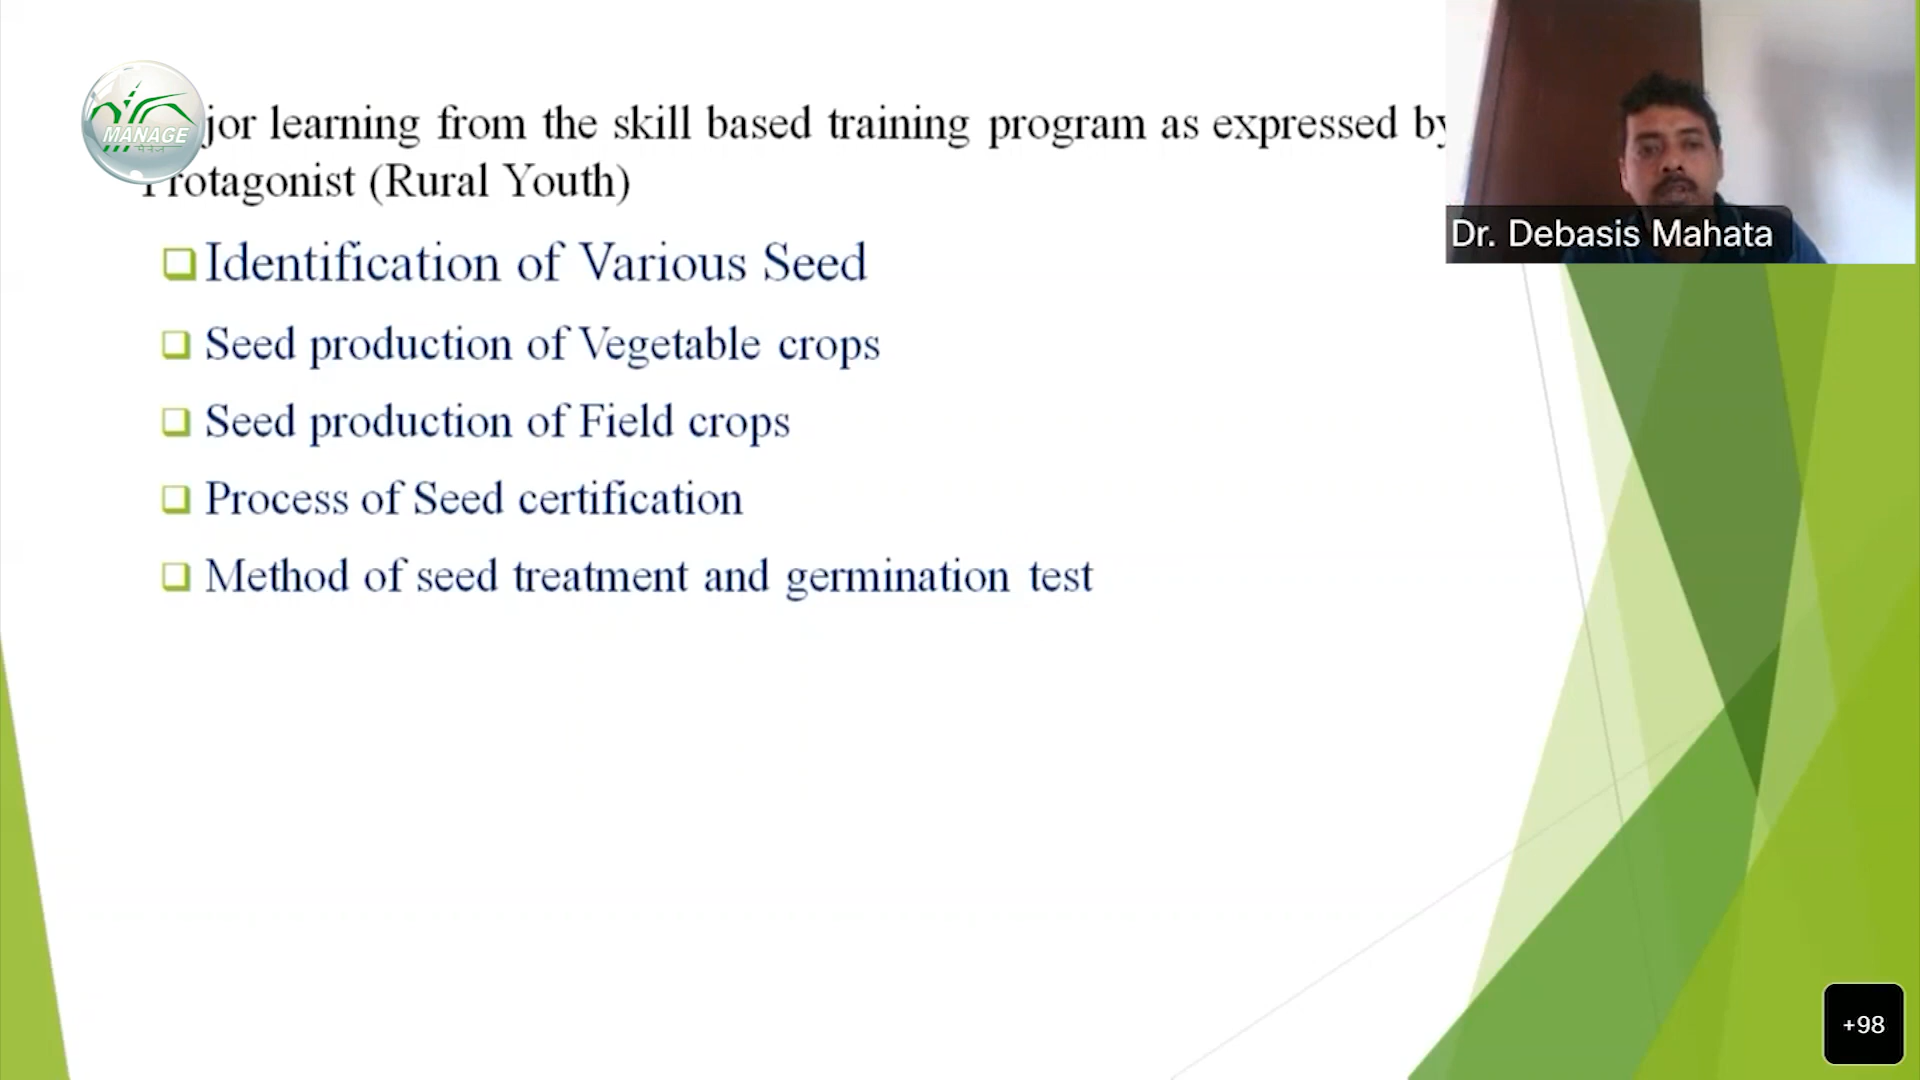 MANAGE
मैनेज
jor learning from the skill based training program as expressed by
Protagonist (Rural Youth)
Identification of Various Seed
Seed production of Vegetable crops
Seed production of Field crops
Process of Seed certification
Method of seed treatment and germination test
Dr. Debasis Mahata
+98